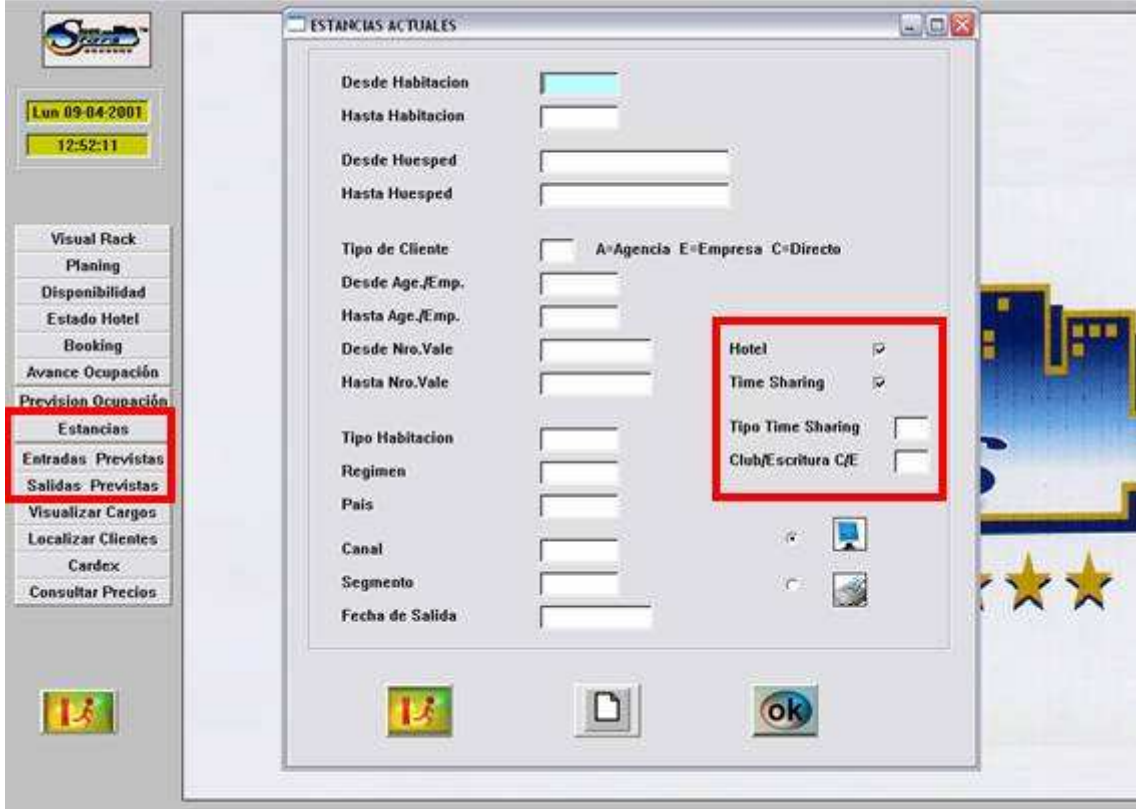 Stars
Lun 09-04-2001
12:52:11
Visual Rack
Planing
Disponibilidad
Estado Hotel
Booking
Avance Ocupación
Prevision Ocupación
Estancias
Entradas Previstas
Salidas Previstas
Visualizar Cargos
Localizar Clientes
Cardex
Consultar Precios
ESTANCIAS ACTUALES
Desde Habitacion
Hasta Habitacion
Desde Huesped
Hasta Huesped
Tipo de Cliente A=Agencia E=Empresa C=Directo
Desde Age./Emp.
Hasta Age./Emp.
Desde Nro.Vale
Hasta Nro.Vale
Hotel
Time Sharing
Tipo Time Sharing
Club/Escritura C/E
Tipo Habitacion
Regimen
Pais
Canal
Segmento
Fecha de Salida
ok